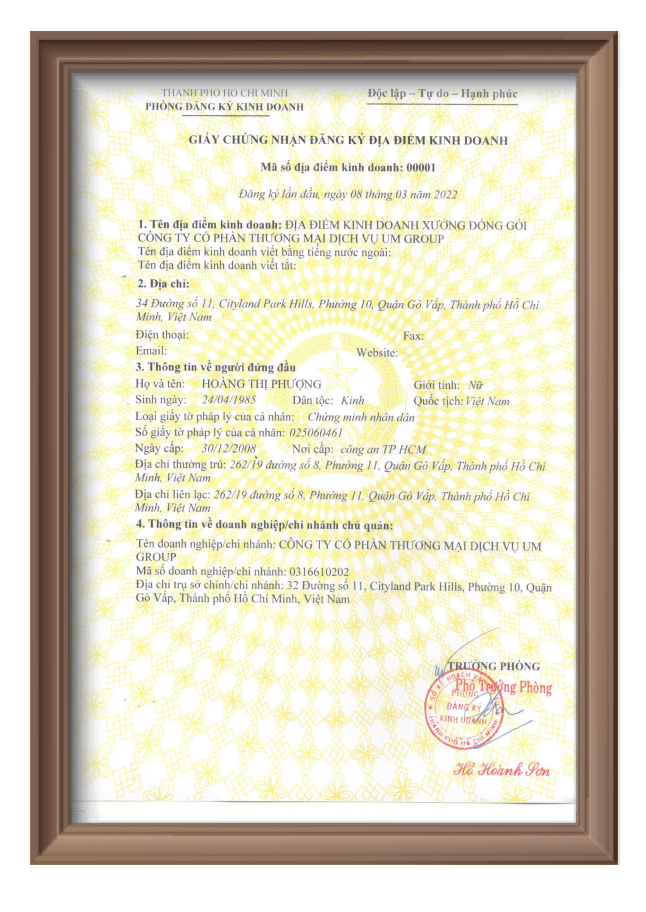 THÀNH PHỐ HỒ CHÍ MINH
PHÒNG ĐĂNG KÝ KINH DOANH
Độc lập – Tự do – Hạnh phúc
GIẤY CHỨNG NHẬN ĐĂNG KÝ ĐỊA ĐIỂM KINH DOANH
Mã số địa điểm kinh doanh: 00001
Đăng ký lần đầu, ngày 08 tháng 03 năm 2022
1. Tên địa điểm kinh doanh: ĐỊA ĐIỂM KINH DOANH XƯỞNG ĐÓNG GÓI
CÔNG TY CỔ PHẦN THƯƠNG MẠI DỊCH VỤ UM GROUP
Tên địa điểm kinh doanh viết bằng tiếng nước ngoài:
Tên địa điểm kinh doanh viết tắt:
2. Địa chỉ:
34 Đường số 11, Cityland Park Hills, Phường 10, Quận Gò Vấp, Thành phố Hồ Chí
Minh, Việt Nam
Điện thoại: Fax:
Email: Website:
3. Thông tin về người đứng đầu
Họ và tên: HOÀNG THỊ PHƯỢNG Giới tính: Nữ
Sinh ngày: 24/04/1985 Dân tộc: Kinh Quốc tịch: Việt Nam
Loại giấy tờ pháp lý của cá nhân: Chứng minh nhân dân
Số giấy tờ pháp lý của cá nhân: 025060461
Ngày cấp: 30/12/2008 Nơi cấp: công an TP HCM
Địa chỉ thường trú: 262/19 đường số 8, Phường 11, Quận Gò Vấp, Thành phố Hồ Chí
Minh, Việt Nam
Địa chỉ liên lạc: 262/19 đường số 8, Phường 11, Quận Gò Vấp, Thành phố Hồ Chí
Minh, Việt Nam
4. Thông tin về doanh nghiệp/chi nhánh chủ quản:
Tên doanh nghiệp/chi nhánh: CÔNG TY CỔ PHẦN THƯƠNG MẠI DỊCH VỤ UM
GROUP
Mã số doanh nghiệp/chi nhánh: 0316610202
Địa chỉ trụ sở chính/chi nhánh: 32 Đường số 11, Cityland Park Hills, Phường 10, Quận
Gò Vấp, Thành phố Hồ Chí Minh, Việt Nam
TRƯỞNG PHÒNG
Phó Trưởng Phòng
PHÒNG
ĐĂNG KÝ
KINH DOANH
THÀNH PHỐ HỒ CHÍ MINH
Hồ Hoành Sơn